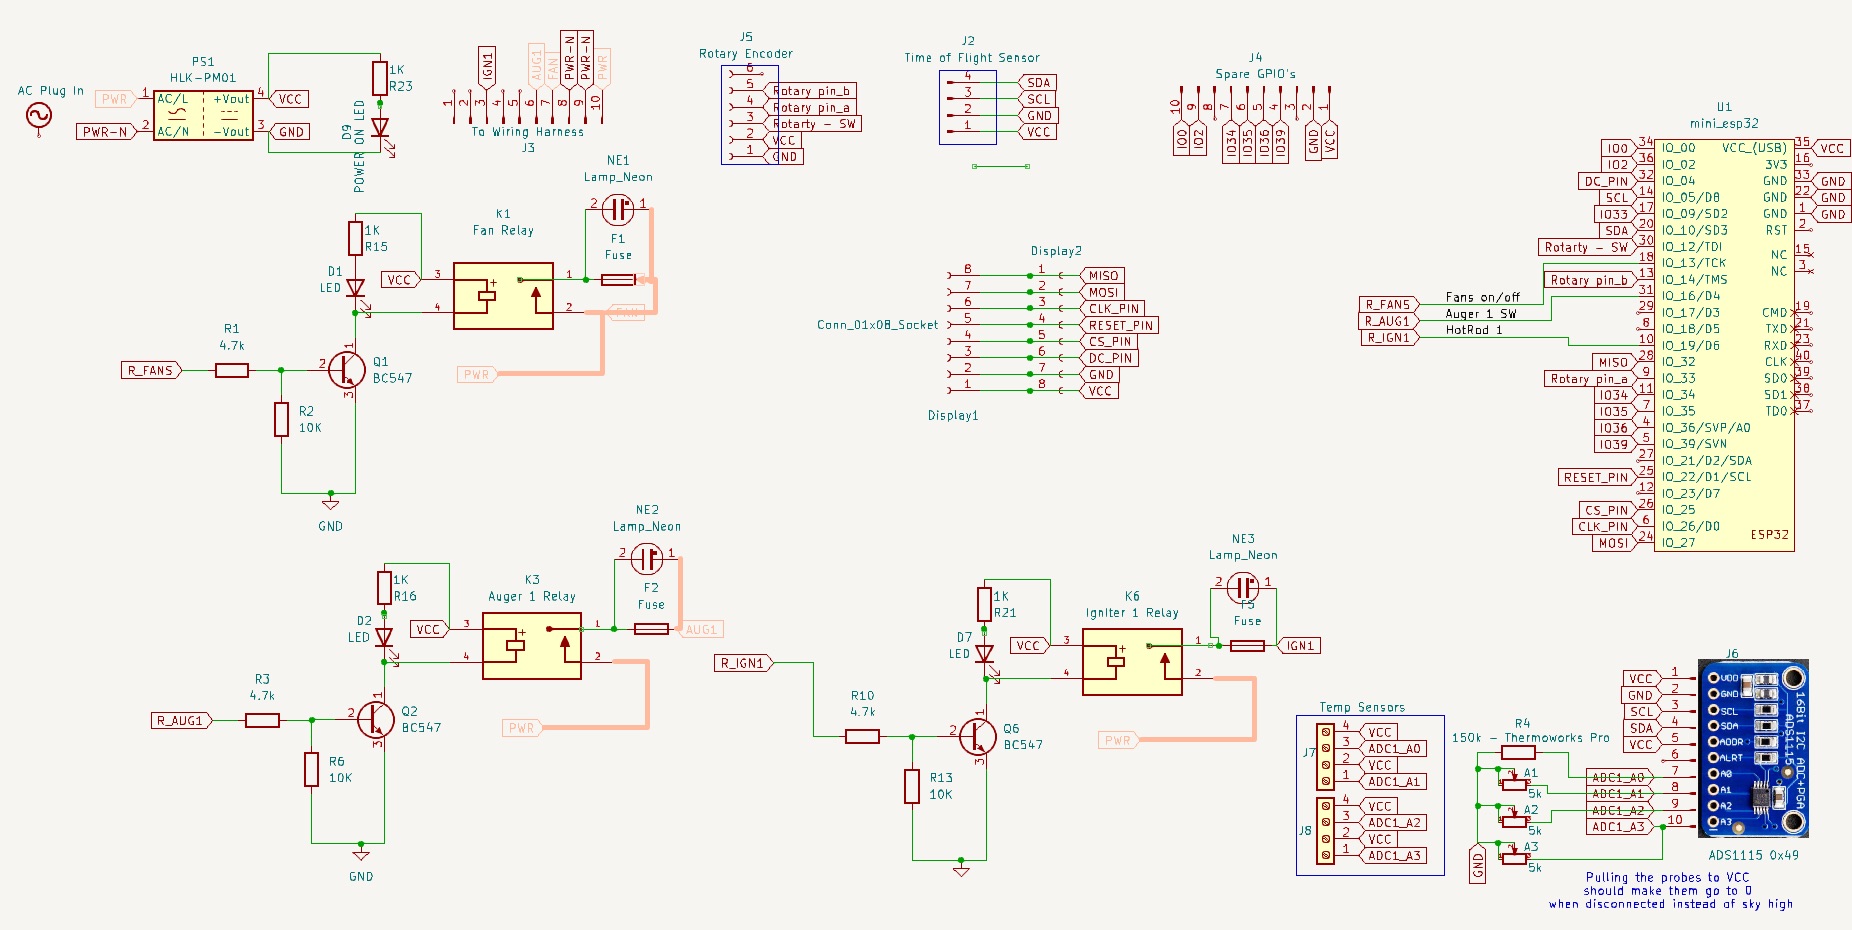 AC Plug In
PS1
HLK-PM01
PWR
1
AC/L
+Vout
4
VCC
PWR-N
2
AC/N
-Vout
3
GND
1K
R23
D9
POWER ON LED
IGN1
AUG1
FAN
PWR-N
PWR-N
PWR
1
2
3
4
5
6
7
8
9
10
To Wiring Harness
J3
J5
Rotary Encoder
6
5
Rotary pin_b
4
Rotary pin_a
3
Rotarty - SW
2
VCC
1
GND
J2
Time of Flight Sensor
4
SDA
3
SCL
2
GND
1
VCC
J4
Spare GPIO's
10
9
8
7
6
5
4
3
2
1
IO0
IO2
IO34
IO35
IO36
IO39
GND
VCC
U1
mini_esp32
IO0
34
IO_00
VCC_(USB)
35
VCC
IO2
36
IO_02
3V3
16
DC_PIN
32
IO_04
GND
33
GND
SCL
14
IO_05/D8
GND
22
GND
IO33
17
IO_09/SD2
GND
1
GND
SDA
20
IO_10/SD3
RST
2
Rotarty - SW
30
IO_12/TDI
NC
15
18
IO_13/TCK
NC
3
Rotary pin_b
13
IO_14/TMS
31
IO_16/D4
29
IO_17/D3
CMD
19
8
IO_18/D5
TXD
21
10
IO_19/D6
RXD
23
MISO
28
IO_32
CLK
40
Rotary pin_a
9
IO_33
SD0
39
IO34
11
IO_34
SD1
38
IO35
7
IO_35
TD0
37
IO36
4
IO_36/SVP/A0
IO39
5
IO_39/SVN
27
IO_21/D2/SDA
RESET_PIN
25
IO_22/D1/SCL
12
IO_23/D7
CS_PIN
26
IO_25
CLK_PIN
6
IO_26/D0
MOSI
24
IO_27
ESP32
R_FANS
Fans on/off
R_AUG1
Auger 1 SW
R_IGN1
HotRod 1
NE1
Lamp_Neon
2
1
F1
Fuse
K1
Fan Relay
1K
R15
D1
LED
VCC
3
4
+
1
2
FAN
PWR
R1
4.7k
R_FANS
1
2
3
Q1
BC547
R2
10K
GND
Display2
8
1
MISO
7
2
MOSI
6
3
CLK_PIN
Conn_01x08_Socket
5
4
RESET_PIN
4
5
CS_PIN
3
6
DC_PIN
2
7
GND
1
8
VCC
Display1
NE2
Lamp_Neon
2
1
F2
Fuse
AUG1
K3
Auger 1 Relay
1K
R16
D2
LED
VCC
3
4
+
1
2
PWR
R3
4.7k
R_AUG1
1
2
3
Q2
BC547
R6
10K
GND
NE3
Lamp_Neon
2
1
F5
Fuse
IGN1
K6
Igniter 1 Relay
1K
R21
D7
LED
VCC
3
4
+
1
2
PWR
R_IGN1
R10
4.7k
1
2
3
Q6
BC547
R13
10K
Temp Sensors
J7
4
VCC
3
ADC1_A0
2
VCC
1
ADC1_A1
J8
4
VCC
3
ADC1_A2
2
VCC
1
ADC1_A3
R4
150k - Thermoworks Pro
A1
5k
A2
5k
A3
5k
GND
J6
VCC
1
VDD
GND
2
GND
SCL
3
SCL
SDA
4
SDA
VCC
5
ADDR
6
ALRT
ADC1_A0
7
A0
ADC1_A1
8
A1
ADC1_A2
9
A2
ADC1_A3
10
A3
16Bit I2C ADC+PGA
ADS1115
ADS1115 0x49
Pulling the probes to VCC
should make them go to 0
when disconnected instead of sky high